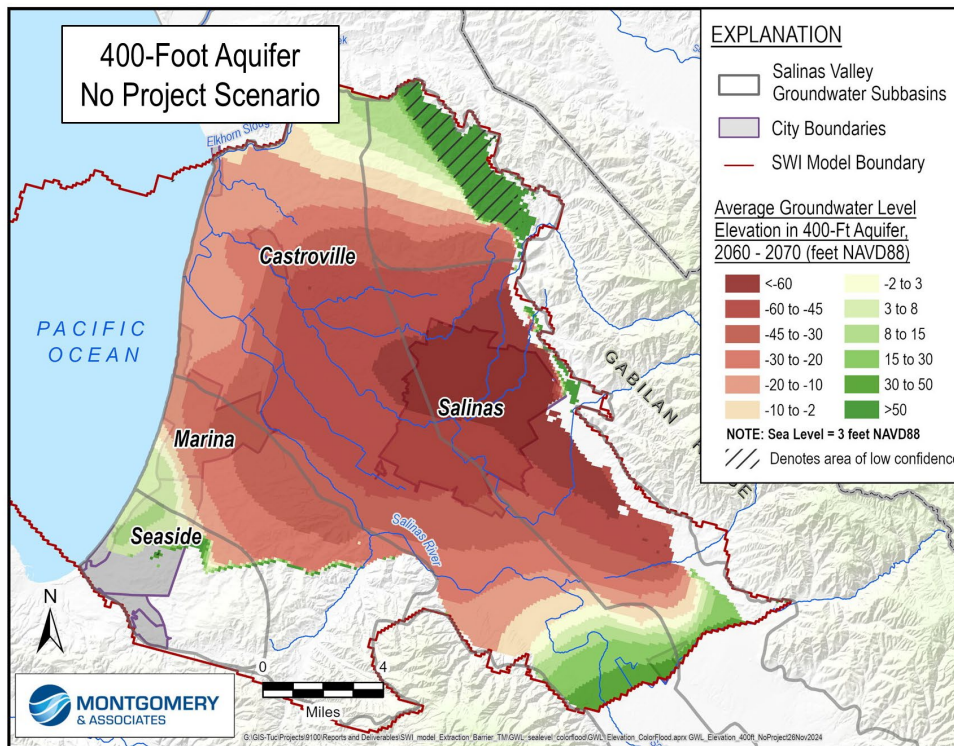 400-Foot Aquifer
No Project Scenario
EXPLANATION
Salinas Valley
Groundwater Subbasins
City Boundaries
SWI Model Boundary
Average Groundwater Level
Elevation in 400-Ft Aquifer,
2060 - 2070 (feet NAVD88)
<-60
-60 to -45
-45 to -30
-30 to -20
-20 to -10
-10 to -2
-2 to 3
3 to 8
8 to 15
15 to 30
30 to 50
>50
NOTE: Sea Level = 3 feet NAVD88
Denotes area of low confidence
Elkhorn Sloug
Castroville
PACIFIC
OCEAN
GABILAN
Salinas
Marina
Seaside
Salinas River
N
0 4
Miles
MONTGOMERY
& ASSOCIATES